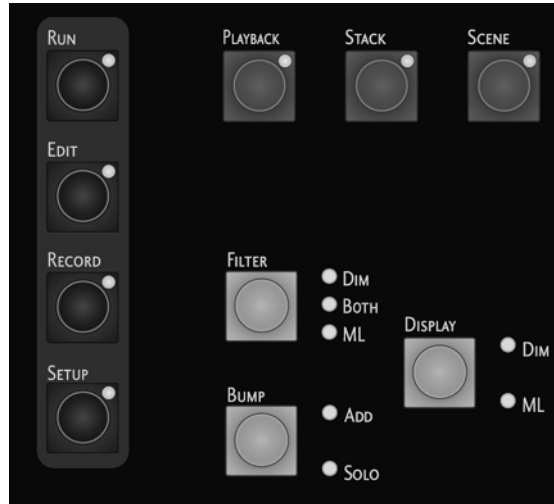 Run
Playback
Stack
Scene
Edit
Record
Filter
Dim
Both
ML
Display
Dim
ML
Setup
Bump
Add
Solo